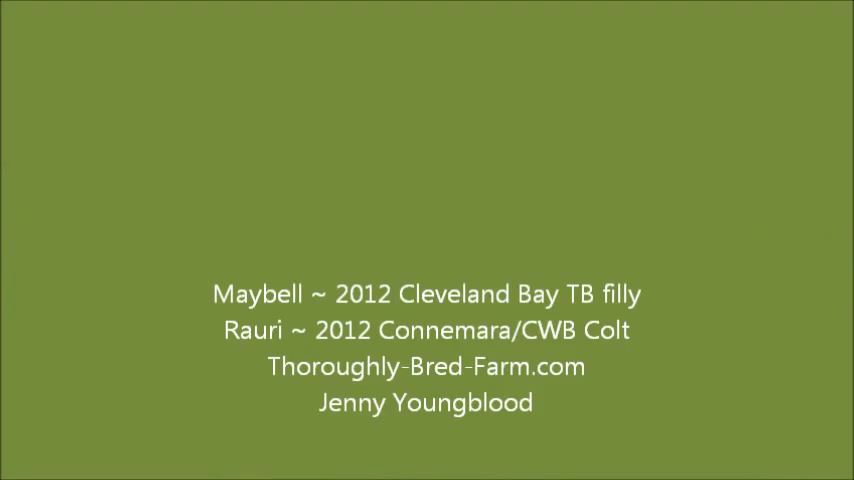 Maybell ~ 2012 Cleveland Bay TB filly
Rauri ~ 2012 Connemara/CWB Colt
Thoroughly-Bred-Farm.com
Jenny Youngblood